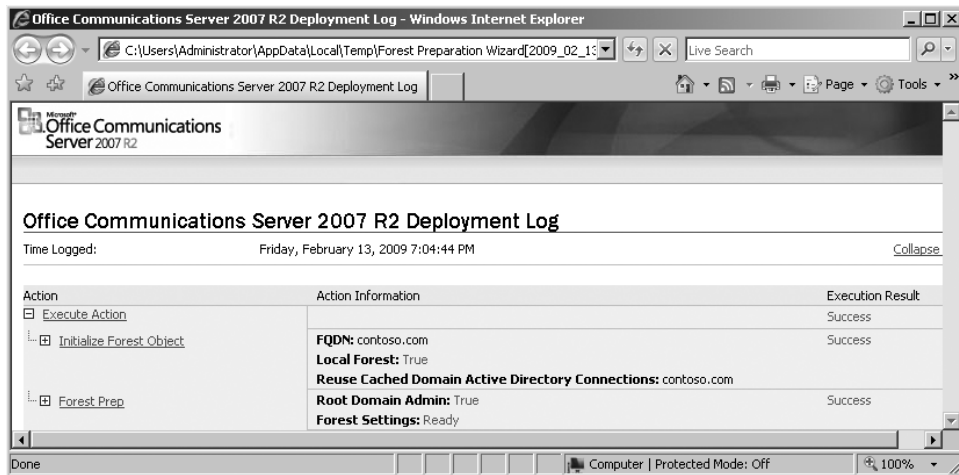 Office Communications Server 2007 R2 Deployment Log - Windows Internet Explorer
C:\Users\Administrator\AppData\Local\Temp\Forest Preparation Wizard[2009_02_13
Live Search
Office Communications Server 2007 R2 Deployment Log
Page
Tools
»
Microsoft
Office Communications
Server 2007 R2
Office Communications Server 2007 R2 Deployment Log
Time Logged: Friday, February 13, 2009 7:04:44 PM Collapse
Action Action Information Execution Result
Execute Action Success
Initialize Forest Object FQDN: contoso.com Success
Local Forest: True
Reuse Cached Domain Active Directory Connections: contoso.com
Forest Prep Root Domain Admin: True Success
Forest Settings: Ready
Done Computer | Protected Mode: Off 100%